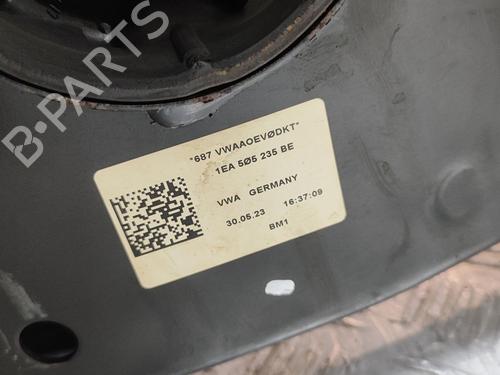 B-PARTS
"687 VWAAOEVØDKT"
1EA 5Ø5 235 BE
VWA GERMANY
30.05.23 16:37:09
BM1